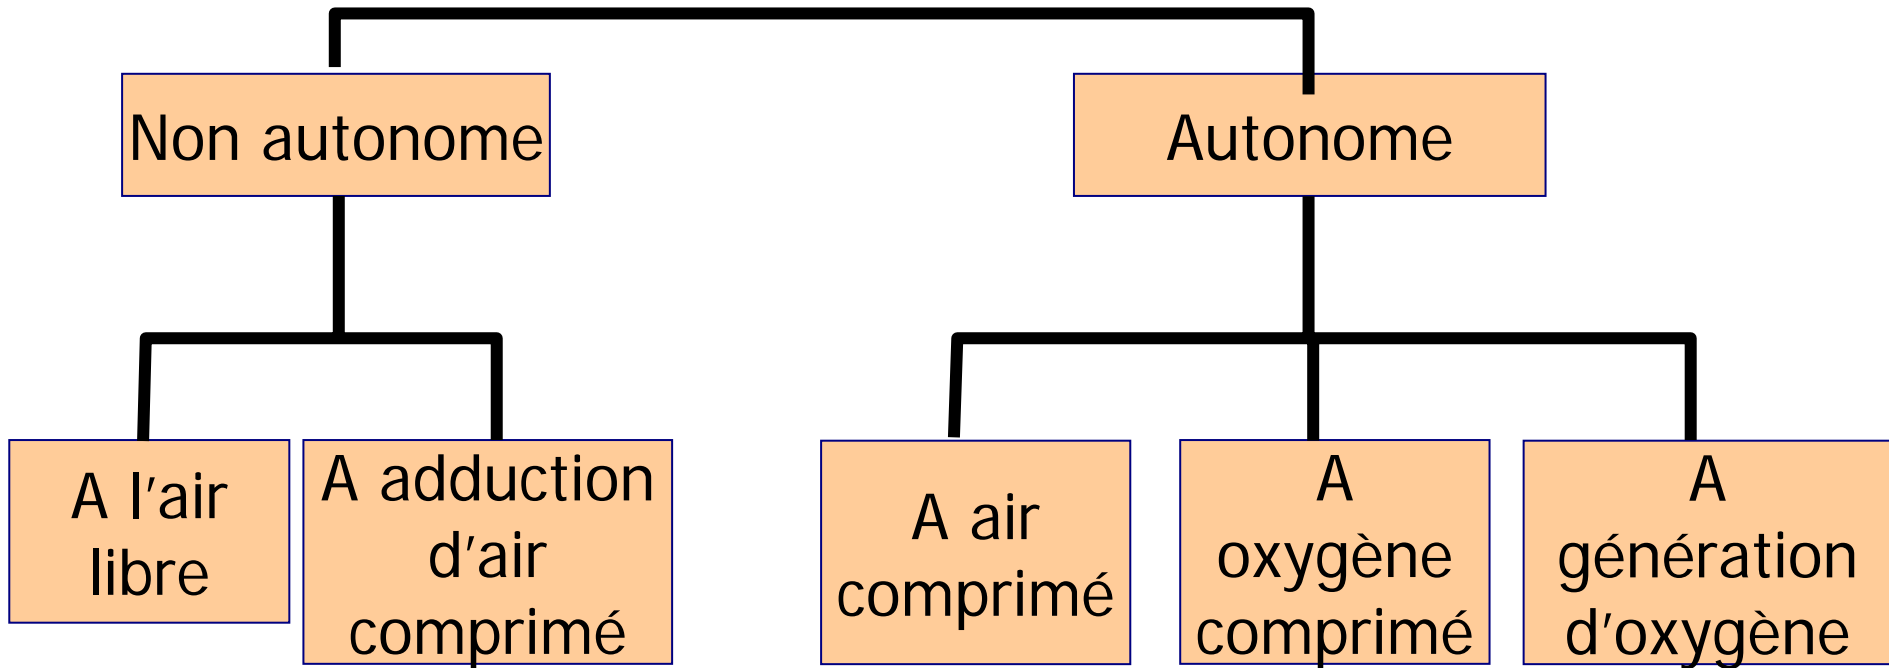 Non autonome
Autonome
A l'air
libre
A adduction
d'air
comprimé
A air
comprimé
A
oxygène
comprimé
A
génération
d'oxygène